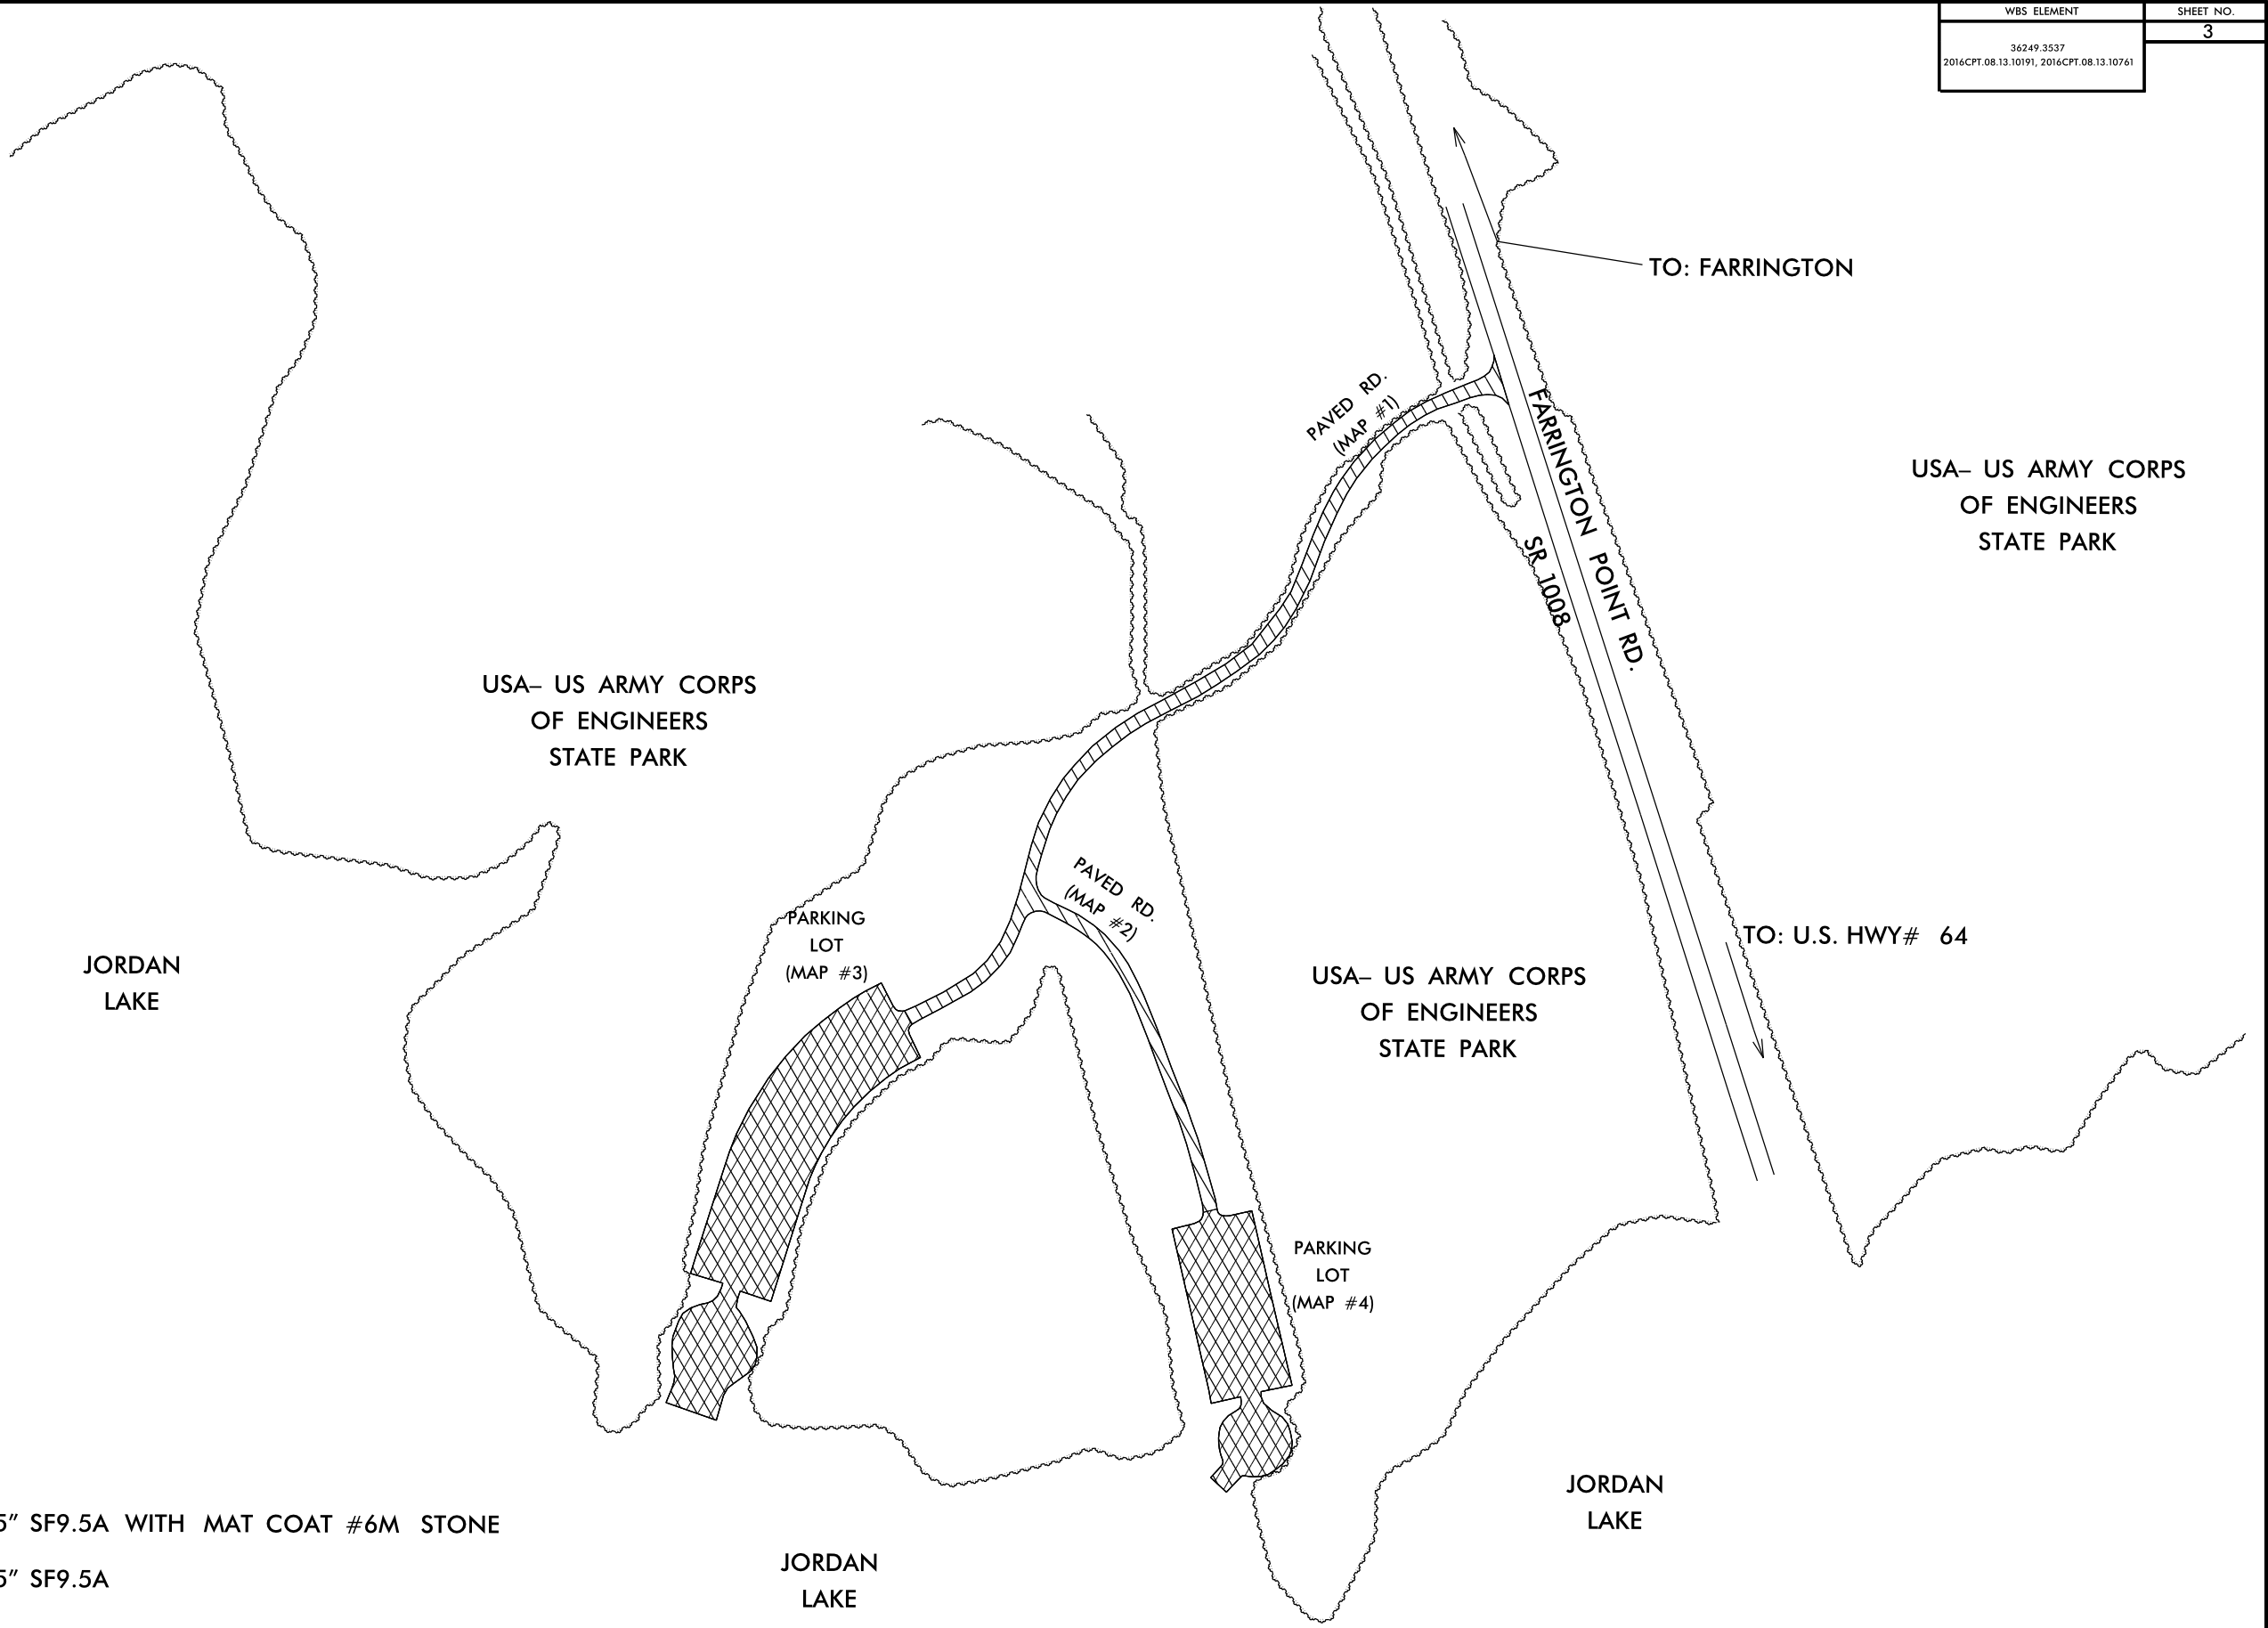 WBS ELEMENT
SHEET NO.
3
36249.3537
2016CPT.08.13.10191, 2016CPT.08.13.10761
TO: FARRINGTON
PAVED RD.
(MAP #1)
FARRINGTON POINT RD.
SR 1008
USA– US ARMY CORPS
OF ENGINEERS
STATE PARK
USA– US ARMY CORPS
OF ENGINEERS
STATE PARK
PAVED RD.
(MAP #2)
PARKING
LOT
(MAP #3)
TO: U.S. HWY# 64
JORDAN
LAKE
USA– US ARMY CORPS
OF ENGINEERS
STATE PARK
PARKING
LOT
(MAP #4)
JORDAN
LAKE
5" SF9.5A WITH MAT COAT #6M STONE
JORDAN
LAKE
5" SF9.5A